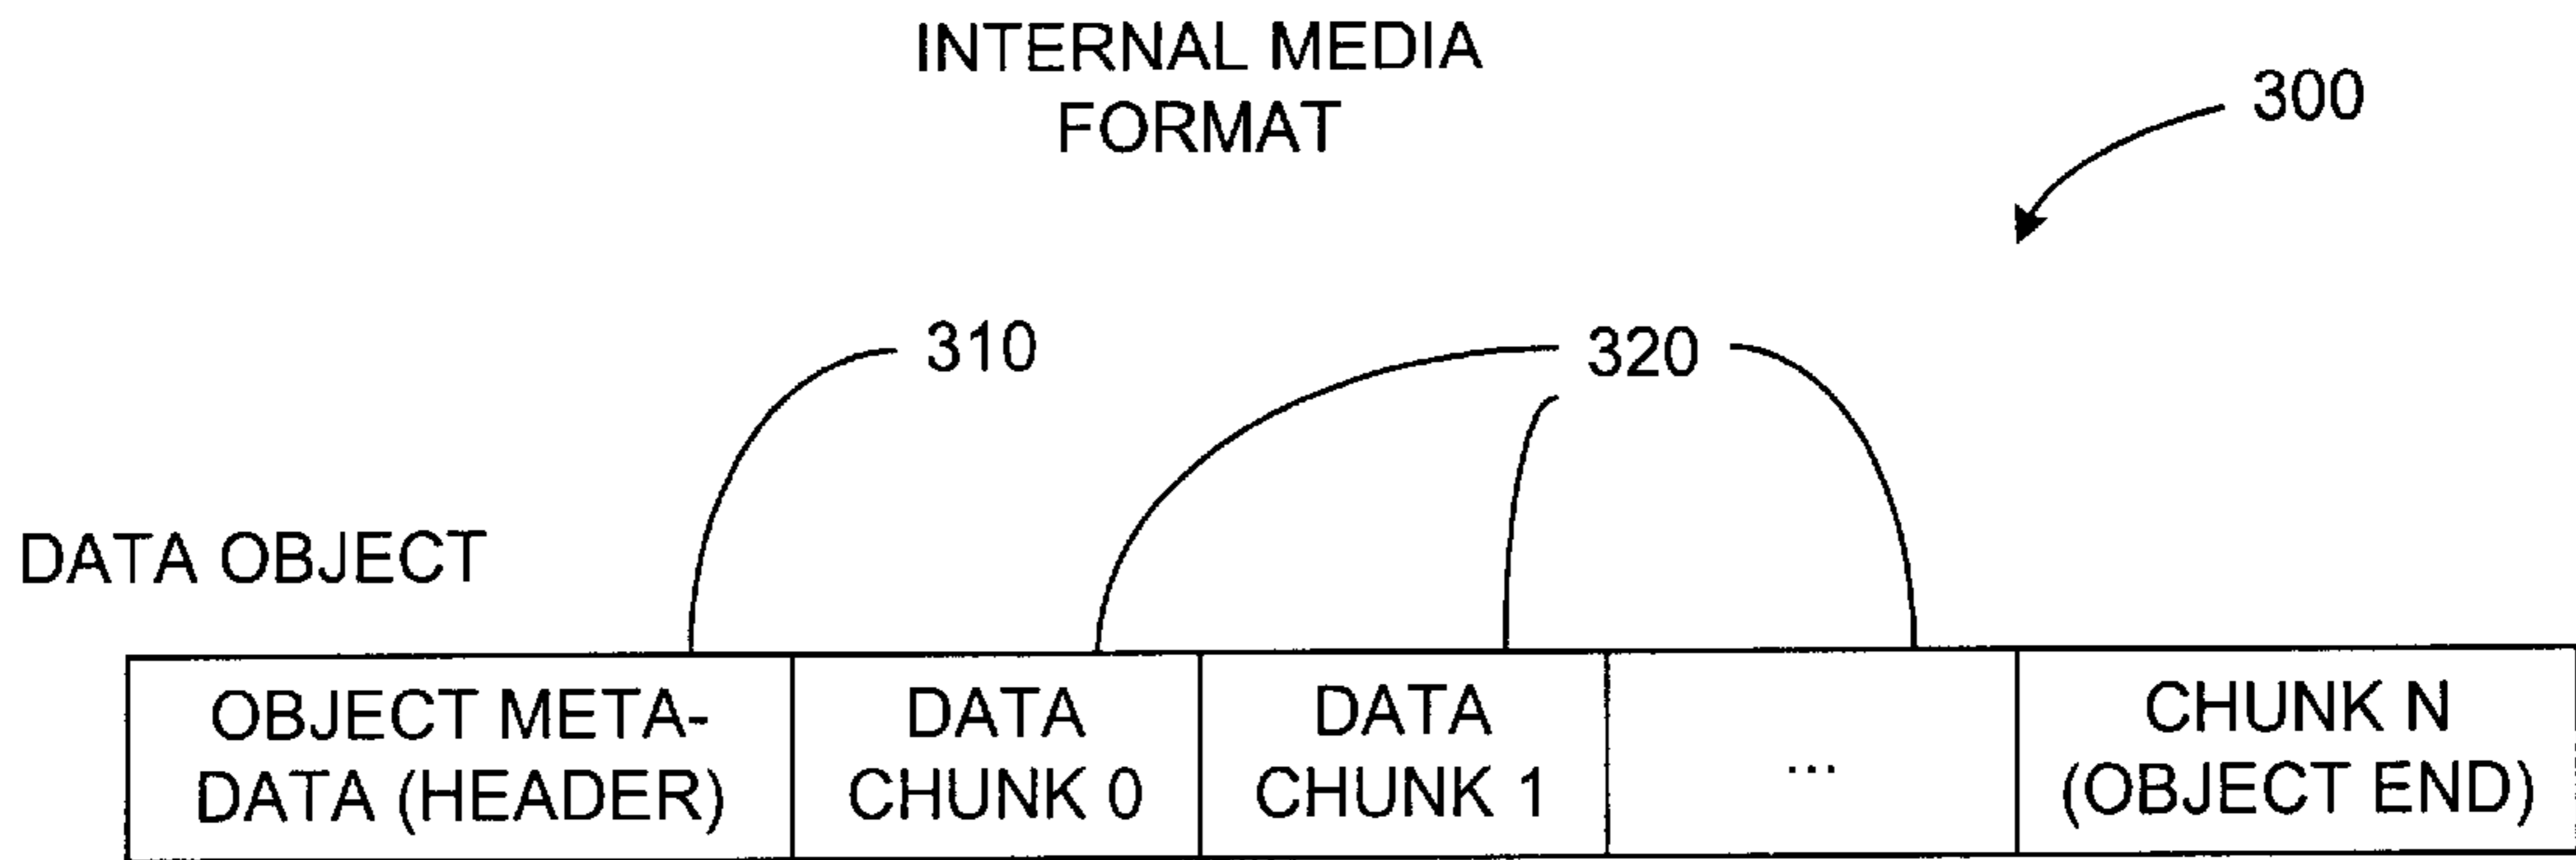 INTERNAL MEDIA
FORMAT
300
310
320
DATA OBJECT
OBJECT META-
DATA (HEADER)
DATA
CHUNK 0
DATA
CHUNK 1
...
CHUNK N
(OBJECT END)